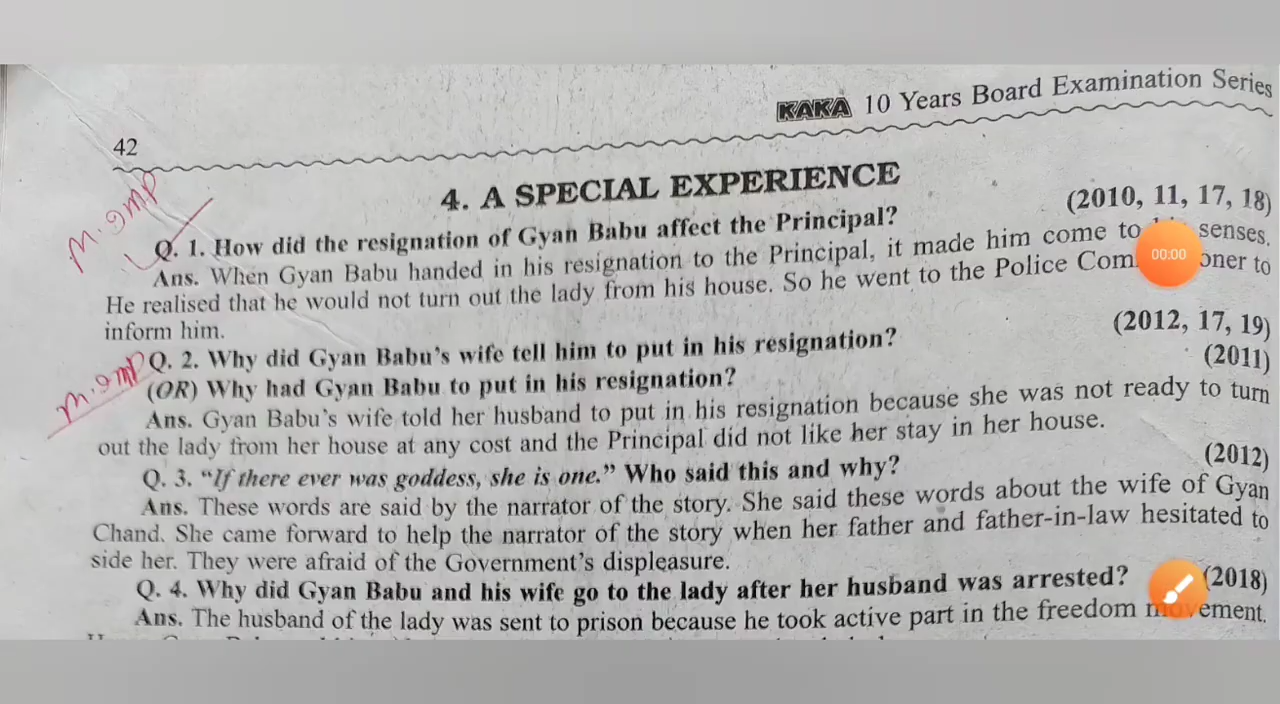 KAKA 10 Years Board Examination Series
42
4. A SPECIAL EXPERIENCE
M. Imp
Q. 1. How did the resignation of Gyan Babu affect the Principal? (2010, 11, 17, 18)
Ans. When Gyan Babu handed in his resignation to the Principal, it made him come to senses.
00:00
He realised that he would not turn out the lady from his house. So he went to the Police Com oner to
inform him.
M. Imp
Q. 2. Why did Gyan Babu's wife tell him to put in his resignation? (2012, 17, 19)
(OR) Why had Gyan Babu to put in his resignation? (2011)
Ans. Gyan Babu's wife told her husband to put in his resignation because she was not ready to turn
out the lady from her house at any cost and the Principal did not like her stay in her house.
Q. 3. “If there ever was goddess, she is one.” Who said this and why? (2012)
Ans. These words are said by the narrator of the story. She said these words about the wife of Gyan
Chand. She came forward to help the narrator of the story when her father and father-in-law hesitated to
side her. They were afraid of the Government's displeasure.
Q. 4. Why did Gyan Babu and his wife go to the lady after her husband was arrested? (2018)
Ans. The husband of the lady was sent to prison because he took active part in the freedom movement.